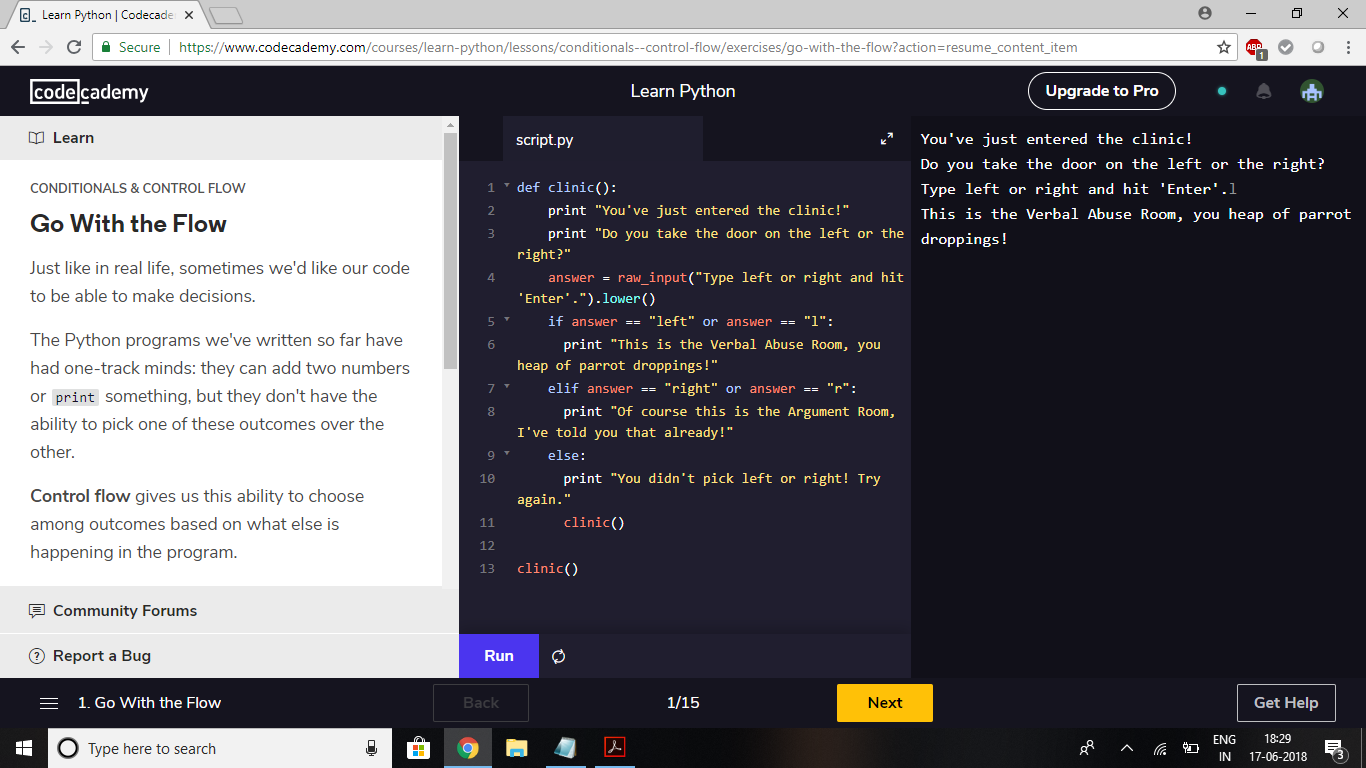 Learn Python | Codecade
Secure
https://www.codecademy.com/courses/learn-python/lessons/conditionals--control-flow/exercises/go-with-the-flow?action=resume_content_item
ABP
1
codecademy
Learn Python
Upgrade to Pro
Learn
CONDITIONALS & CONTROL FLOW
Go With the Flow
Just like in real life, sometimes we'd like our code
to be able to make decisions.
The Python programs we've written so far have
had one-track minds: they can add two numbers
or print something, but they don't have the
ability to pick one of these outcomes over the
other.
Control flow gives us this ability to choose
among outcomes based on what else is
happening in the program.
Community Forums
Report a Bug
script.py
1 def clinic():
2 print "You've just entered the clinic!"
3 print "Do you take the door on the left or the
right?"
4 answer = raw_input("Type left or right and hit
'Enter'.").lower()
5 if answer == "left" or answer == "l":
6 print "This is the Verbal Abuse Room, you
heap of parrot droppings!"
7 elif answer == "right" or answer == "r":
8 print "Of course this is the Argument Room,
I've told you that already!"
9 else:
10 print "You didn't pick left or right! Try
again."
11 clinic()
12
13 clinic()
Run
You've just entered the clinic!
Do you take the door on the left or the right?
Type left or right and hit 'Enter'.l
This is the Verbal Abuse Room, you heap of parrot
droppings!
1. Go With the Flow
Back
1/15
Next
Get Help
Type here to search
ENG
IN
18:29
17-06-2018
3